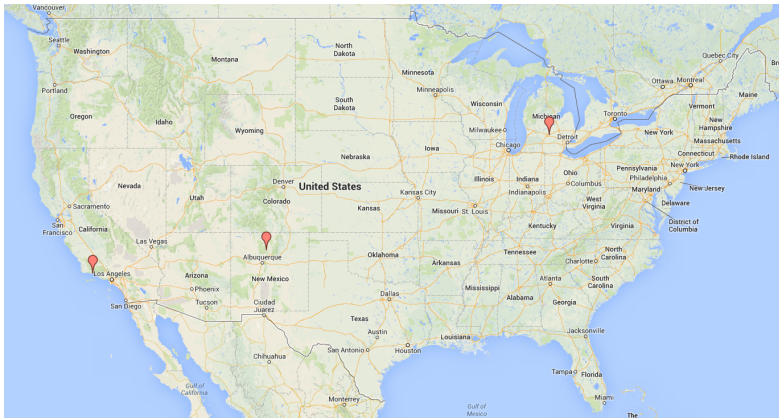 Vancouver
Seattle
Washington
Montana
North
Dakota
Minnesota
Quebec City
Ottawa
Montreal
Br
Portland
Oregon
Idaho
Wyoming
South
Dakota
Minneapolis
Wisconsin
Michigan
Toronto
Vermont
Maine
New
Hampshire
Milwaukee
Detroit
New York
Massachusetts
Chicago
Iowa
Nebraska
Connecticut
Rhode Island
Pennsylvania
New York
Ohio
Illinois
Indiana
Philadelphia
Nevada
Utah
Denver
Colorado
United States
Kansas City
Indianapolis
Columbus
Maryland
New Jersey
Sacramento
San
Francisco
California
Kansas
Missouri
St. Louis
West
Virginia
Delaware
Kentucky
Virginia
District of
Columbia
Las Vegas
Albuquerque
Oklahoma
Tennessee
North
Carolina
Charlotte
Arkansas
Los Angeles
Arizona
New Mexico
Phoenix
Atlanta
South
Carolina
Mississippi
Alabama
Georgia
San Diego
Tucson
Ciudad
Juarez
Dallas
Texas
Austin
Louisiana
Jacksonville
San Antonio
Houston
Chihuahua
Gulf of
California
Tampa
Florida
Monterrey
Gulf of
Mexico
Miami
The